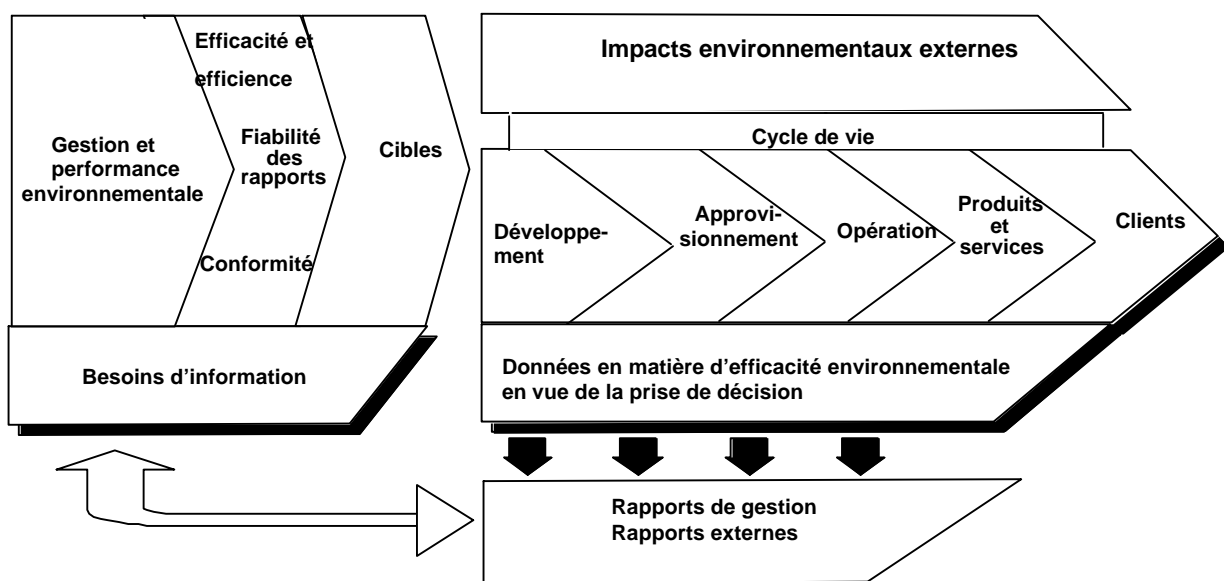 Efficacité et
efficience
Gestion et
performance
environnementale
Fiabilité
des
rapports
Cibles
Conformité
Besoins d’information
Impacts environnementaux externes
Cycle de vie
Développe-
ment
Approvi-
sionnement
Opération
Produits
et
services
Clients
Données en matière d’efficacité environnementale
en vue de la prise de décision
Rapports de gestion
Rapports externes